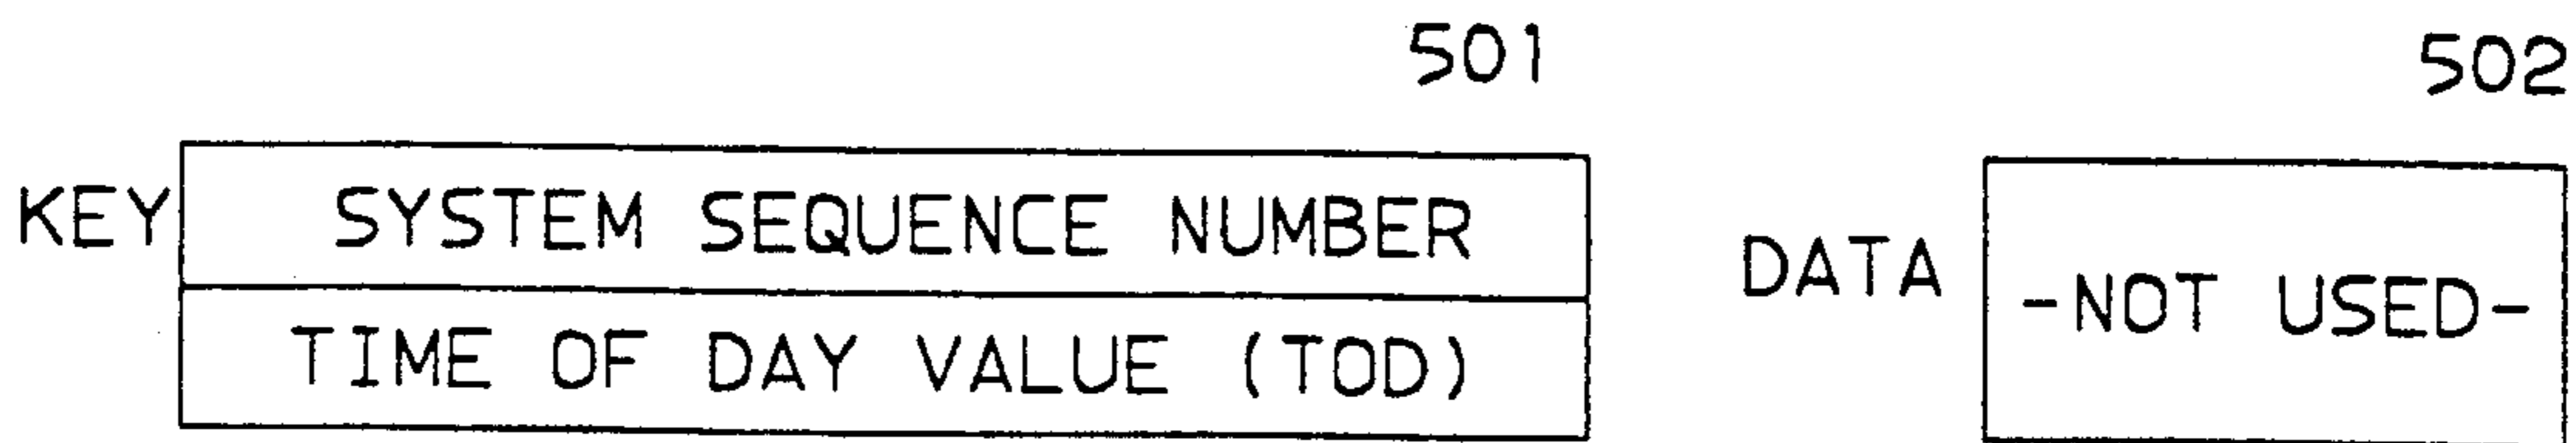 501
502
KEY
SYSTEM SEQUENCE NUMBER
TIME OF DAY VALUE (TOD)
DATA
-NOT USED-